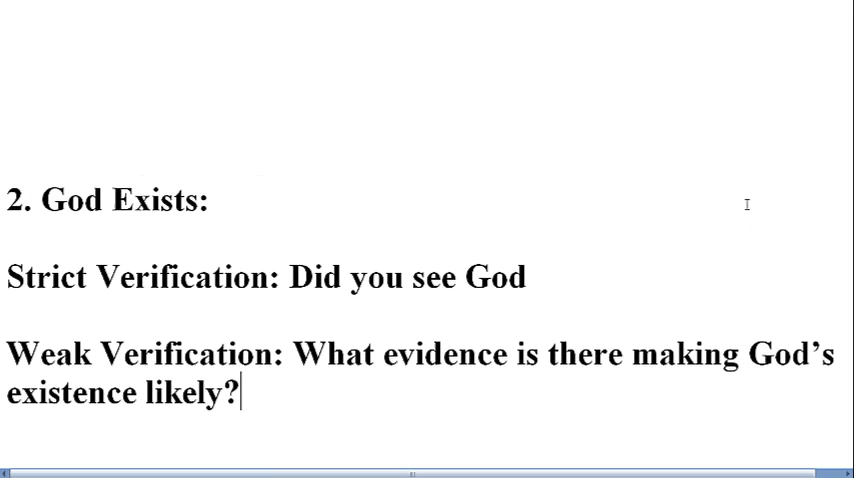 2. God Exists:
Strict Verification: Did you see God
Weak Verification: What evidence is there making God's
existence likely?